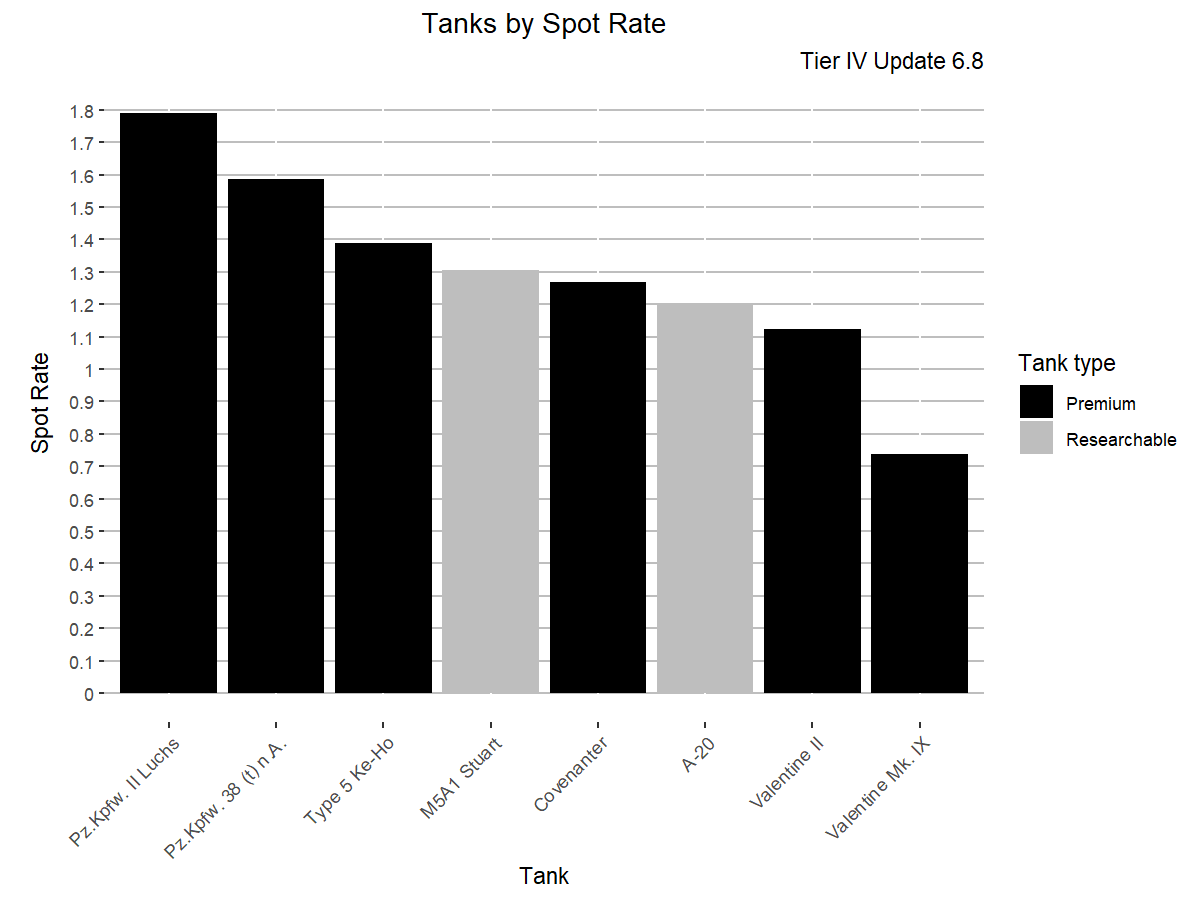 Tanks by Spot Rate
Tier IV Update 6.8
Spot Rate
1.8
1.7
1.6
1.5
1.4
1.3
1.2
1.1
1
0.9
0.8
0.7
0.6
0.5
0.4
0.3
0.2
0.1
0
Pz.Kpfw. II Luchs
Pz.Kpfw. 38 (t) n A.
Type 5 Ke-Ho
M5A1 Stuart
Covenanter
A-20
Valentine II
Valentine Mk. IX
Tank
Tank type
Premium
Researchable